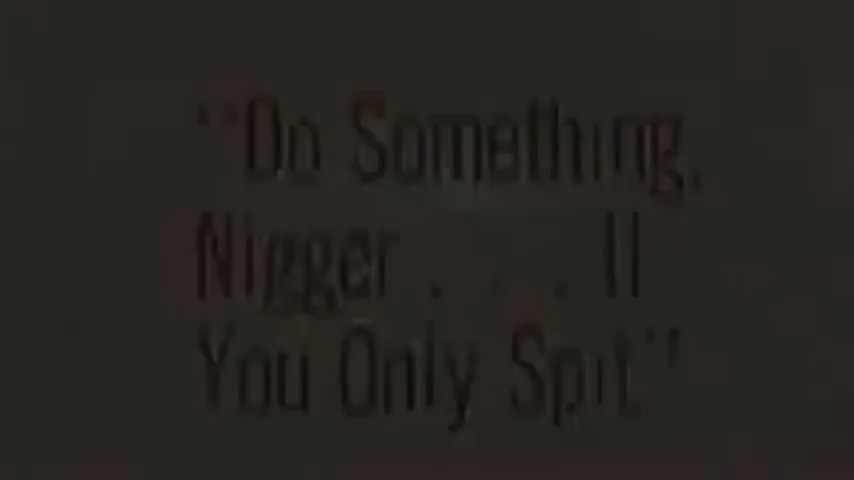 "Do Something,
Nigger . . . If
You Only Spit"